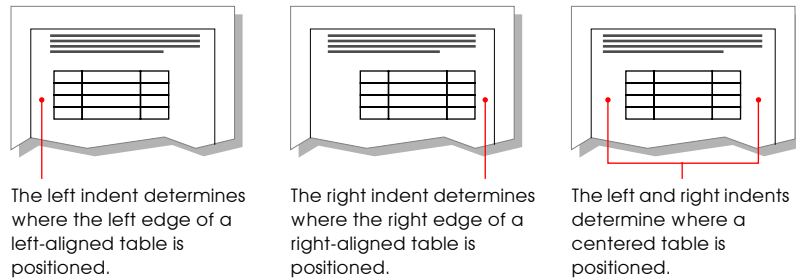 The left indent determines
where the left edge of a
left-aligned table is
positioned.
The right indent determines
where the right edge of a
right-aligned table is
positioned.
The left and right indents
determine where a
centered table is
positioned.